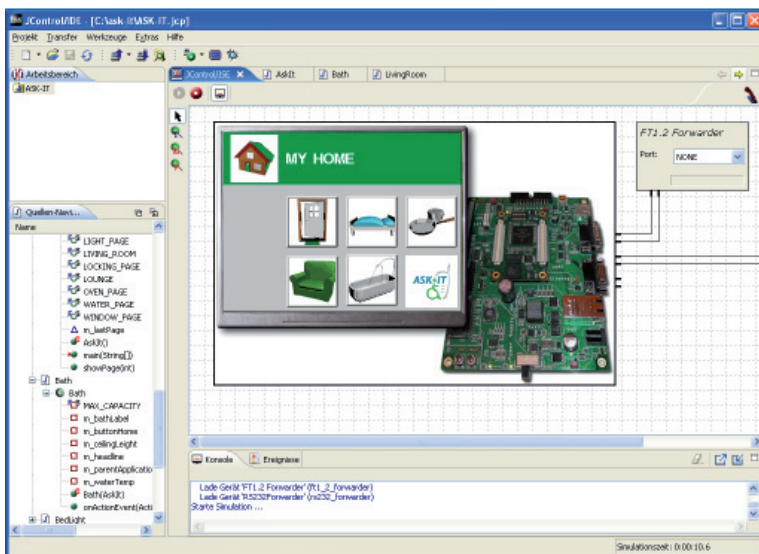 JControl/IDE - [C:\ask-it\ASK-IT.jcp]
Projekt Transfer Werkzeuge Extras Hilfe
Arbeitsbereich
ASK-IT
JControl/JSE
AskIt
Bath
LivingRoom
MY HOME
ASK-IT
FT1.2 Forwarder
Port: NONE
Quellen-Navi...
Name
LIGHT_PAGE
LIVING_ROOM
LOCKING_PAGE
LOUNGE
OVEN_PAGE
WATER_PAGE
WINDOW_PAGE
m_lastPage
AskIt()
main(String[])
showPage(int)
Bath
Bath
MAX_CAPACITY
m_bathLabel
m_buttonHome
m_ceilingLeight
m_headline
m_parentApplicatio
m_waterTemp
Bath(AskIt)
onActionEvent(Acti
BedLight
Konsole
Ereignisse
Lade Gerät 'FT1.2 Forwarder' (ft1_2_forwarder)
Lade Gerät 'RS232Forwarder' (rs232_forwarder)
Starte Simulation ...
Simulationszeit: 0:00:10.6